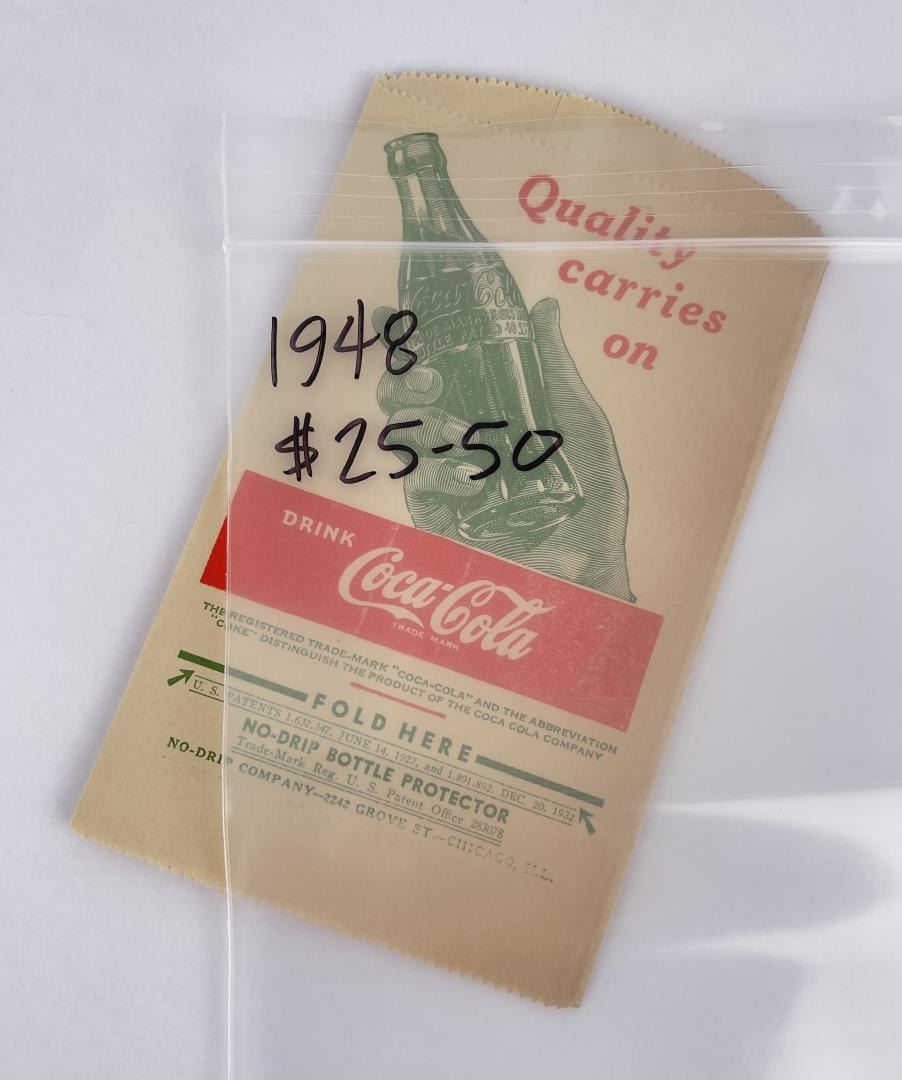 Quality
carries
on
Coca-Cola
1948
$25-50
DRINK
Coca-Cola
TRADE MARK
THE REGISTERED TRADE-MARK "COCA-COLA" AND THE ABBREVIATION
"COKE" DISTINGUISH THE PRODUCT OF THE COCA COLA COMPANY
FOLD HERE
U. S. PATENTS 1,632,347, JUNE 14, 1927, and 1,891,892, DEC. 20, 1932
NO-DRIP BOTTLE PROTECTOR
Trade-Mark Reg. U. S. Patent Office 283078
NO-DRIP COMPANY—2242 GROVE ST.—CHICAGO, ILL.